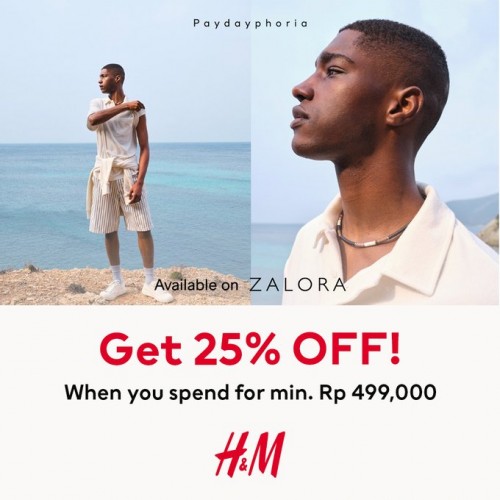 Paydayphoria
Available on ZALORA
Get 25% OFF!
When you spend for min. Rp 499,000
H&M